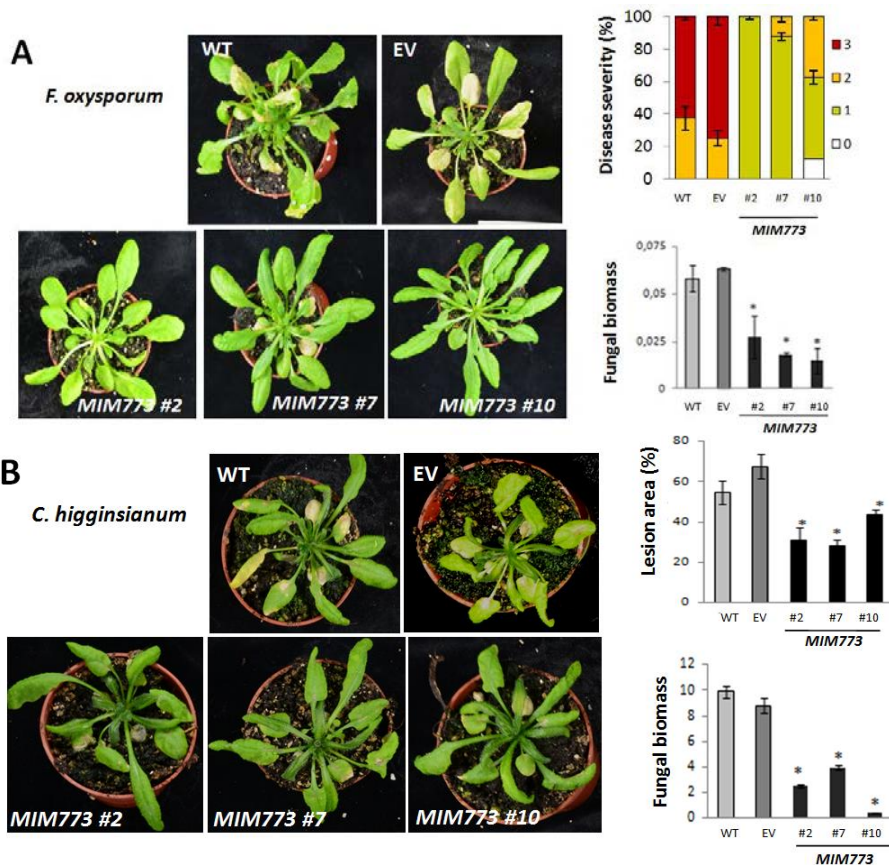 A
F. oxysporum
WT
EV
MIM773 #2
MIM773 #7
MIM773 #10
Disease severity (%)
100
80
60
40
20
0
3
2
1
0
WT EV #2 #7 #10
MIM773
Fungal biomass
0,075
0,05
0,025
0
* * *
WT EV #2 #7 #10
MIM773
B
C. higginsianum
WT
EV
MIM773 #2
MIM773 #7
MIM773 #10
Lesion area (%)
80
60
40
20
0
* * *
WT EV #2 #7 #10
MIM773
Fungal biomass
12
10
8
6
4
2
0
* * *
WT EV #2 #7 #10
MIM773